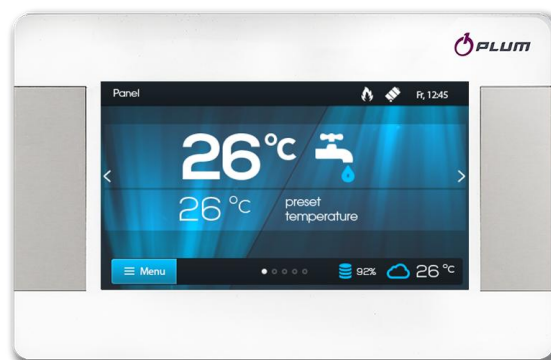 PLUM
Panel Fr, 12:45
26°C
26 °C preset temperature
Menu 92% 26 °C